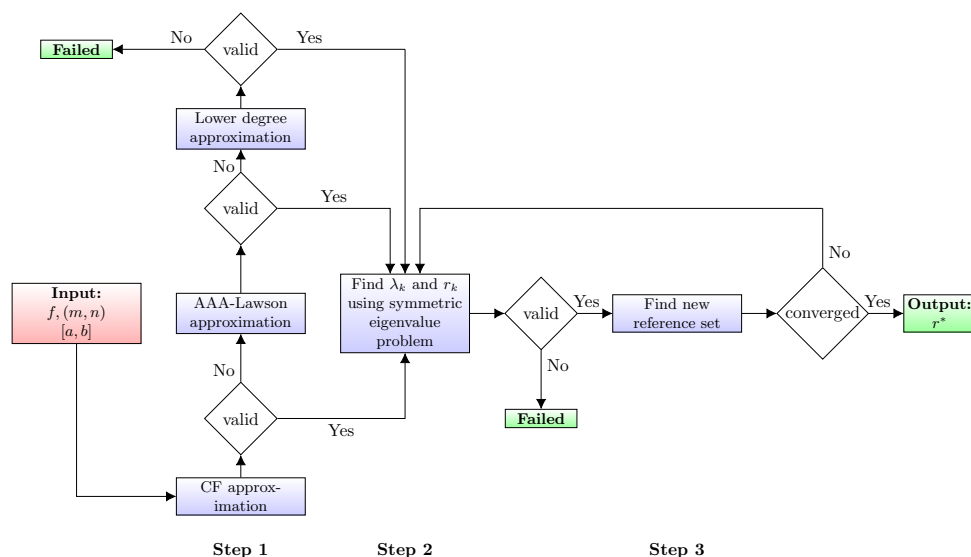 No
Yes
Failed
valid
Lower degree
approximation
No
Yes
valid
No
Input:
f, (m, n)
[a, b]
AAA-Lawson
approximation
Find λ_k and r_k
using symmetric
eigenvalue
problem
valid
Yes
Find new
reference set
converged
Yes
Output:
r*
No
No
Failed
valid
Yes
CF approx-
imation
Step 1
Step 2
Step 3